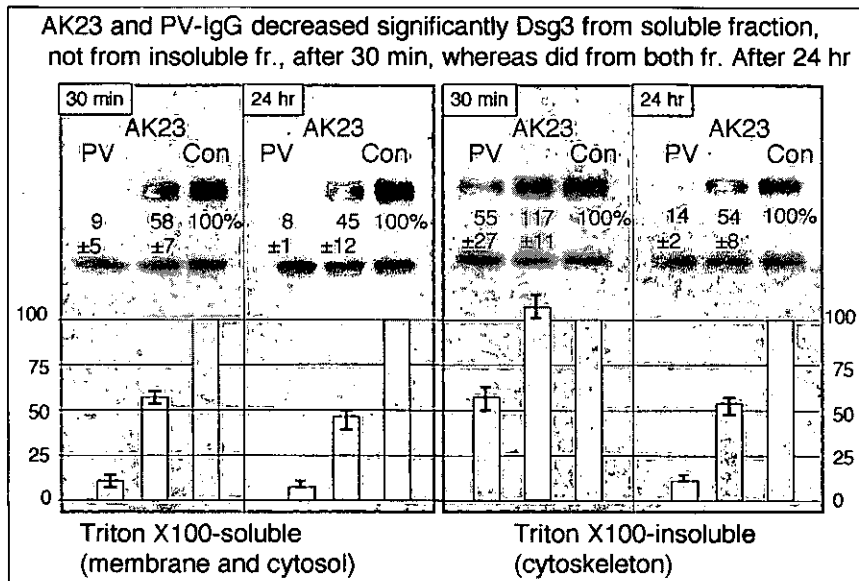 AK23 and PV-IgG decreased significantly Dsg3 from soluble fraction,
not from insoluble fr., after 30 min, whereas did from both fr. After 24 hr
30 min
AK23
PV Con
9 58 100%
±5 ±7
24 hr
AK23
PV Con
8 45 100%
±1 ±12
30 min
AK23
PV Con
55 117 100%
±27 ±11
24 hr
AK23
PV Con
14 54 100%
±2 ±8
100
75
50
25
0
100
75
50
25
0
Triton X100-soluble
(membrane and cytosol)
Triton X100-insoluble
(cytoskeleton)